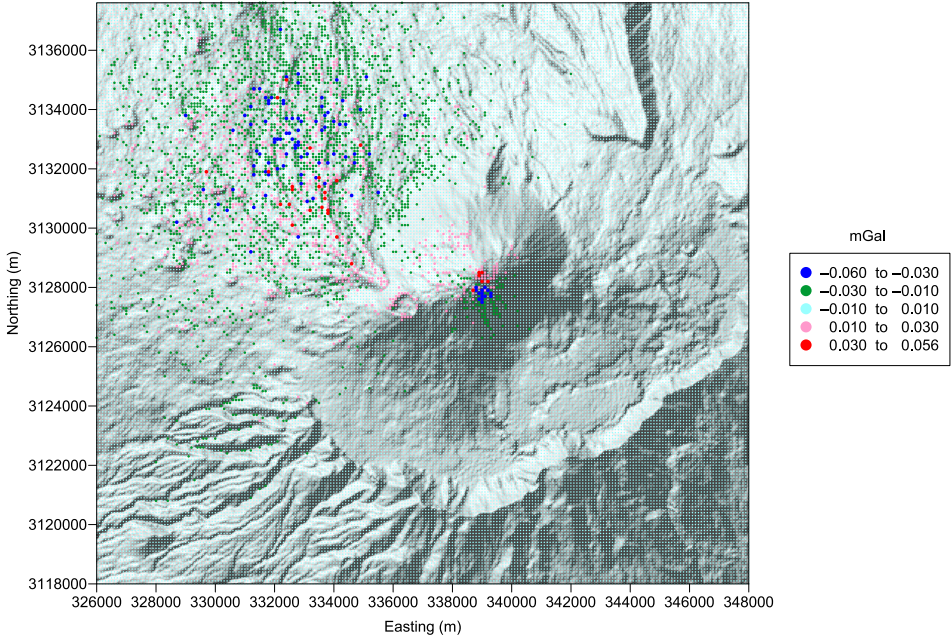 3136000
3134000
3132000
3130000
3128000
3126000
3124000
3122000
3120000
3118000
Northing (m)
326000 328000 330000 332000 334000 336000 338000 340000 342000 344000 346000 348000
Easting (m)
mGal
−0.060 to −0.030
−0.030 to −0.010
−0.010 to 0.010
0.010 to 0.030
0.030 to 0.056